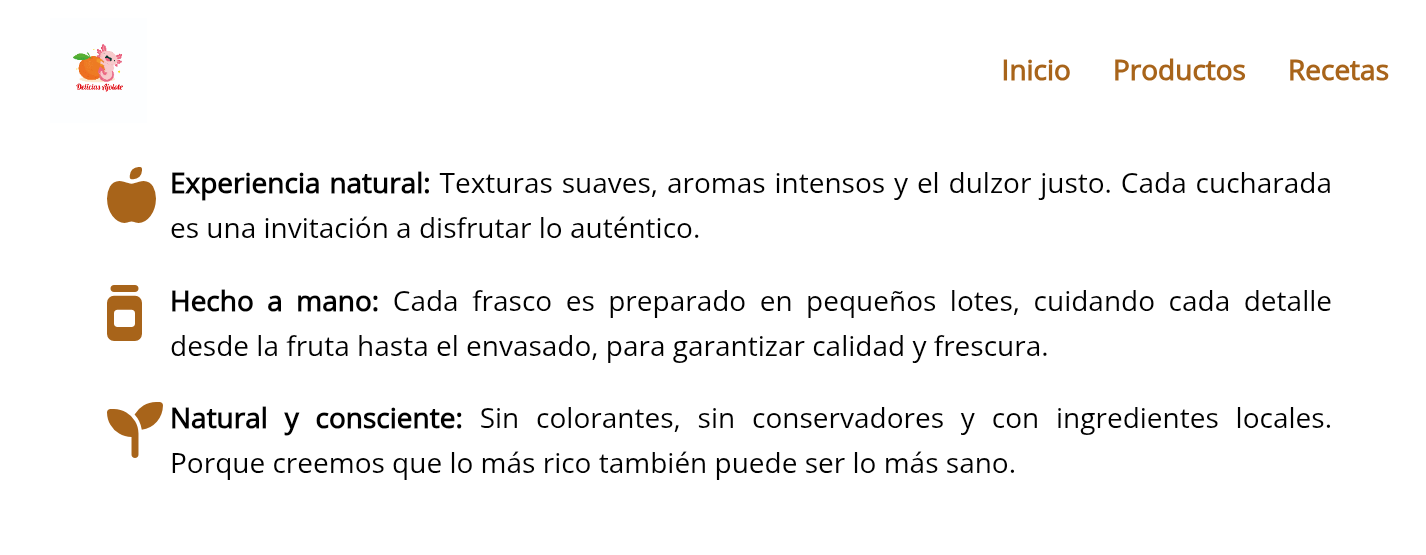 Delicias Ajolote
Inicio Productos Recetas
Experiencia natural: Texturas suaves, aromas intensos y el dulzor justo. Cada cucharada
es una invitación a disfrutar lo auténtico.
Hecho a mano: Cada frasco es preparado en pequeños lotes, cuidando cada detalle
desde la fruta hasta el envasado, para garantizar calidad y frescura.
Natural y consciente: Sin colorantes, sin conservadores y con ingredientes locales.
Porque creemos que lo más rico también puede ser lo más sano.